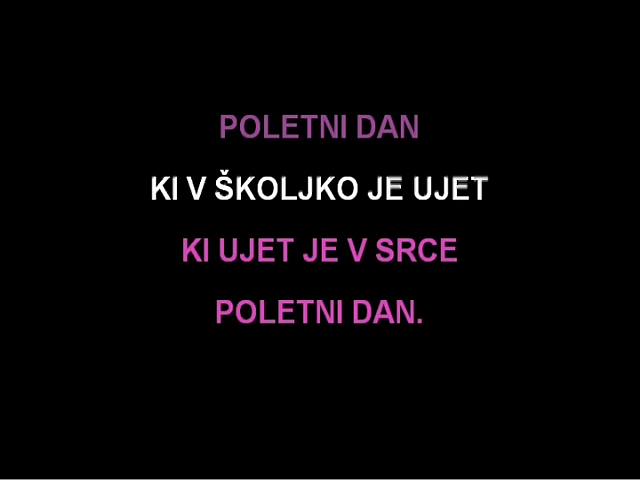 POLETNI DAN
KI V ŠKOLJKO JE UJET
KI UJET JE V SRCE
POLETNI DAN.